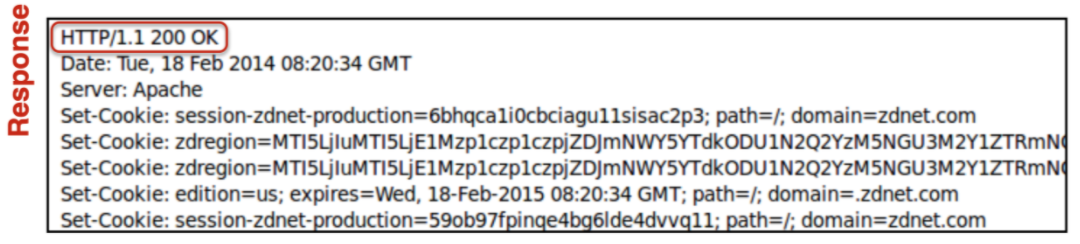 Response
HTTP/1.1 200 OK
Date: Tue, 18 Feb 2014 08:20:34 GMT
Server: Apache
Set-Cookie: session-zdnet-production=6bhqca1i0cbciagu11sisac2p3; path=/; domain=zdnet.com
Set-Cookie: zdregion=MTI5LjIuMTI5LjE1Mzp1czp1czpjZDJmNWY5YTdkODU1N2Q2YzM5NGU3M2Y1ZTRmN
Set-Cookie: zdregion=MTI5LjIuMTI5LjE1Mzp1czp1czpjZDJmNWY5YTdkODU1N2Q2YzM5NGU3M2Y1ZTRmN
Set-Cookie: edition=us; expires=Wed, 18-Feb-2015 08:20:34 GMT; path=/; domain=.zdnet.com
Set-Cookie: session-zdnet-production=59ob97fpinqe4bg6lde4dvvq11; path=/; domain=zdnet.com